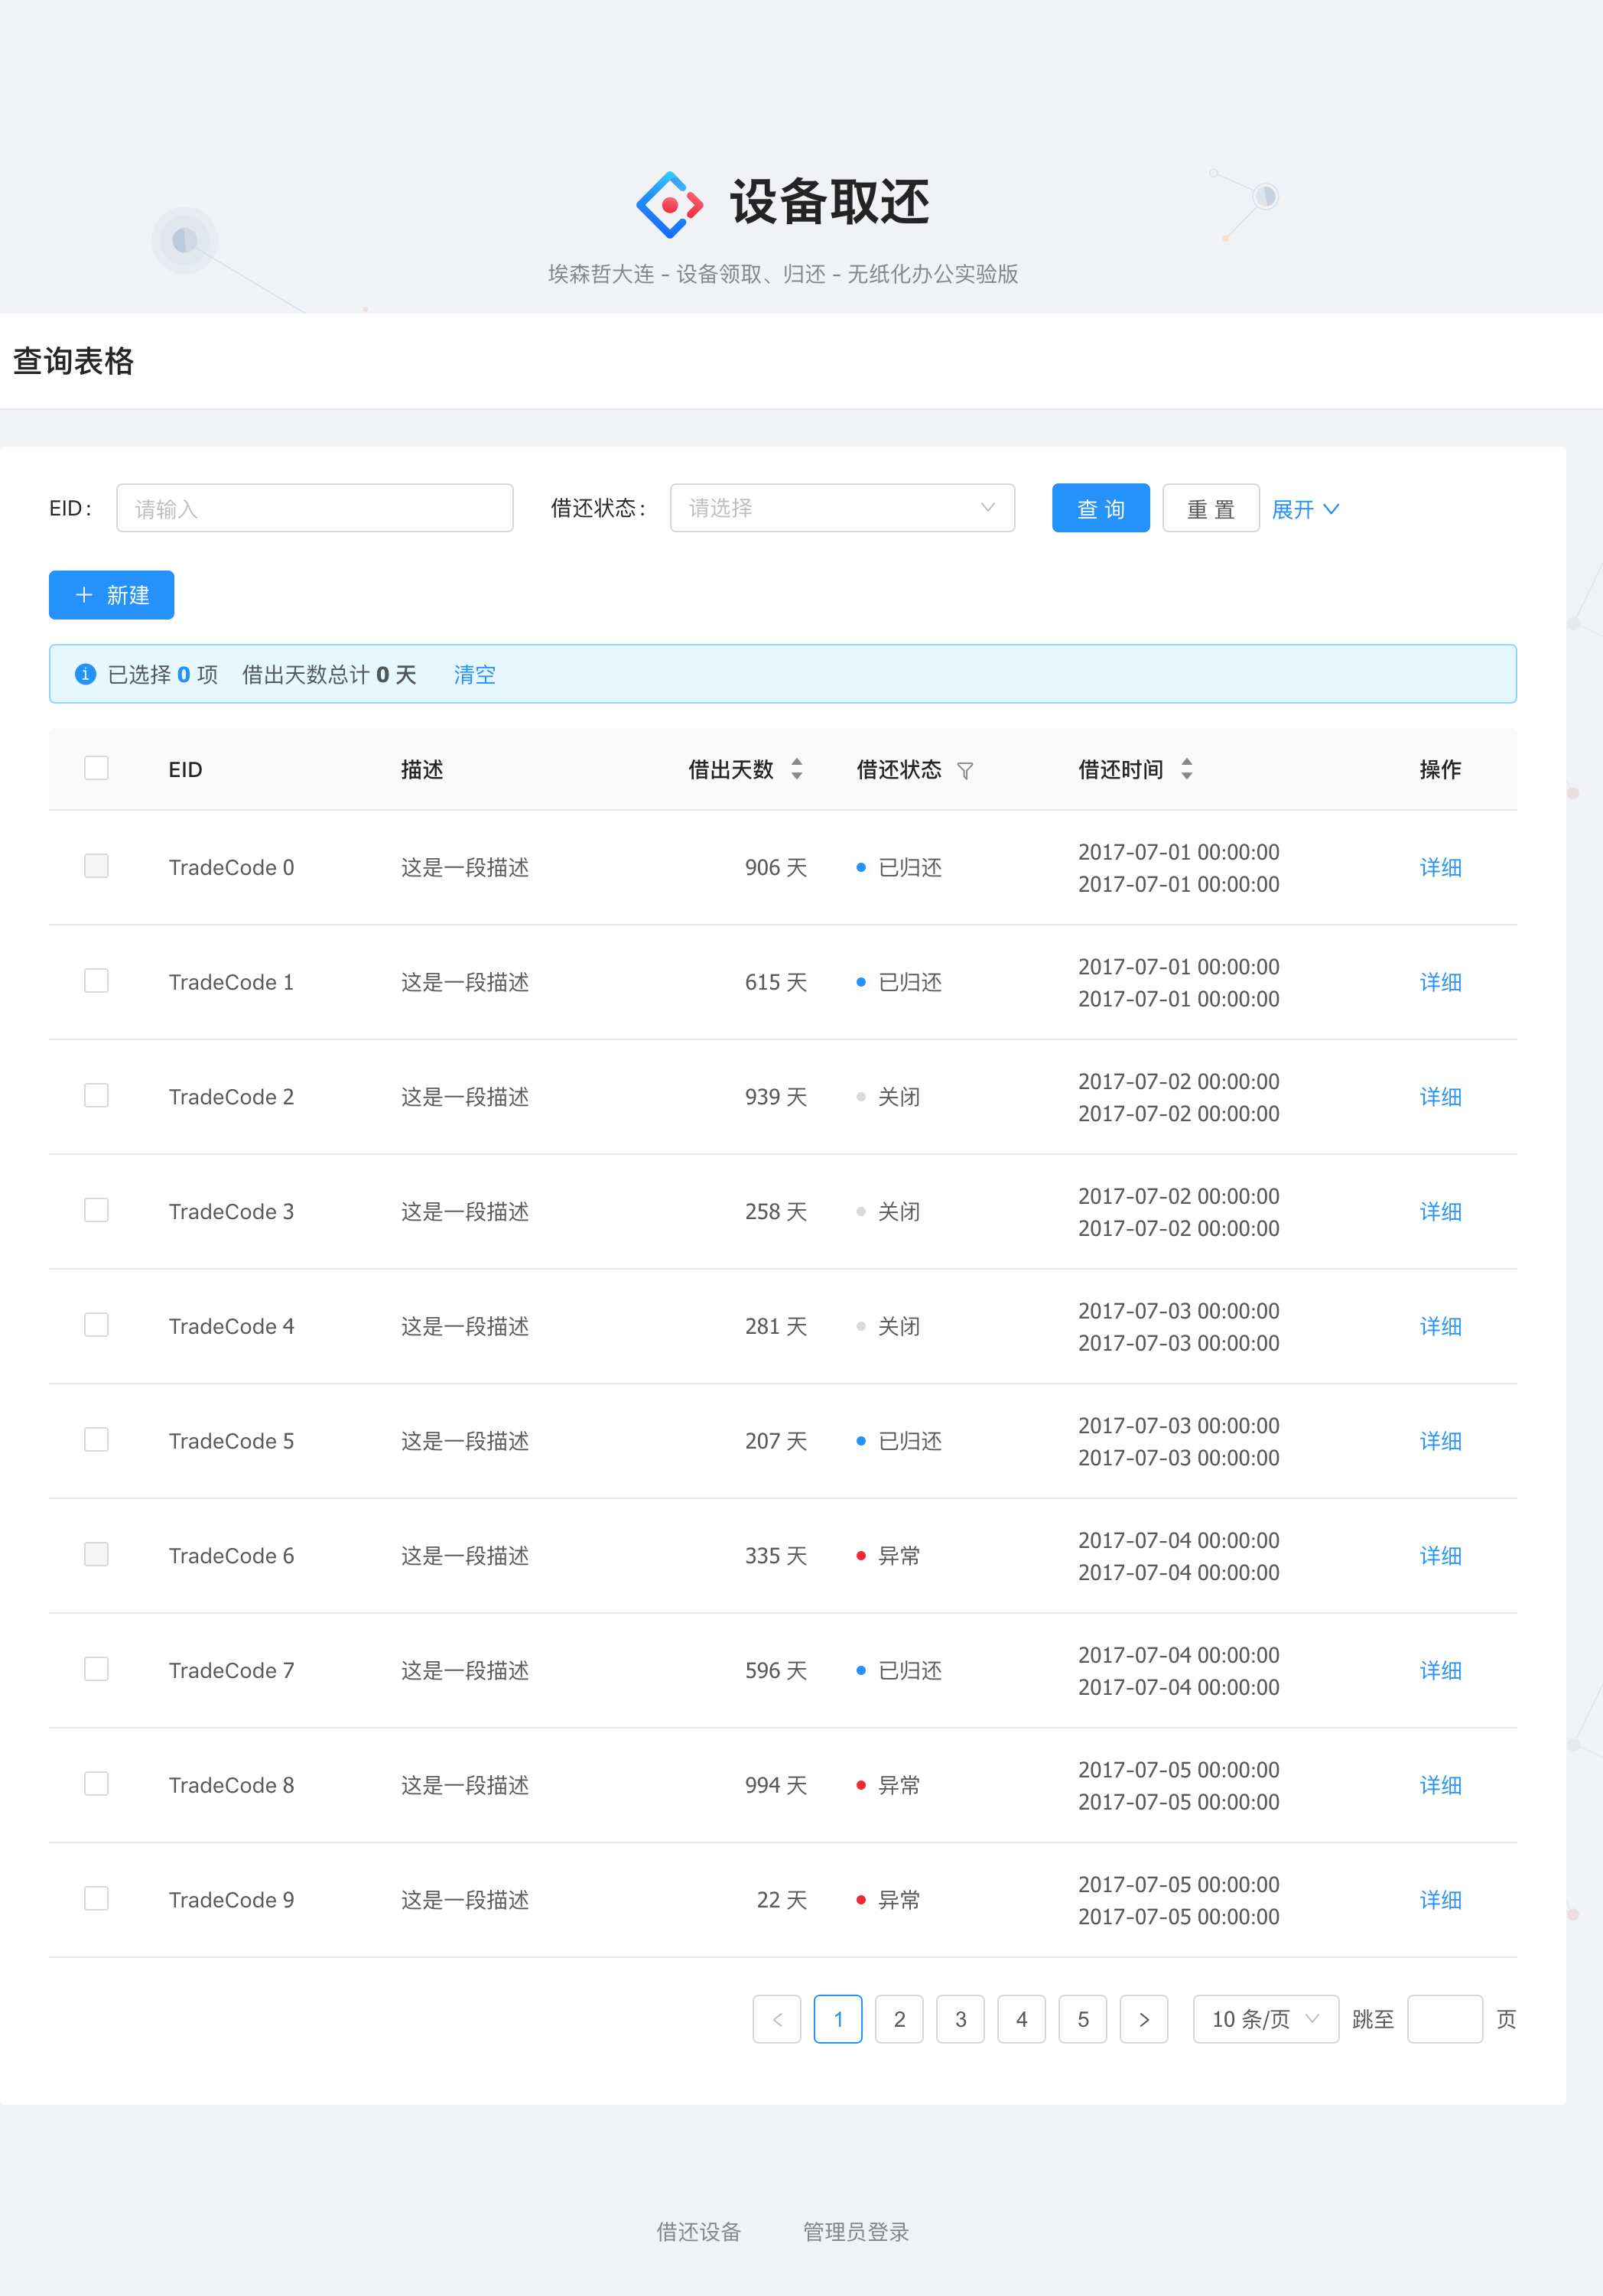 设备取还
埃森哲大连 - 设备领取、归还 - 无纸化办公实验版
查询表格
EID: 请输入 借还状态: 请选择 查 询 重 置 展开
新建
已选择 0 项 借出天数总计 0 天 清空
EID 描述 借出天数 借还状态 借还时间 操作
TradeCode 0 这是一段描述 906 天 已归还 2017-07-01 00:00:00 详细
2017-07-01 00:00:00
TradeCode 1 这是一段描述 615 天 已归还 2017-07-01 00:00:00 详细
2017-07-01 00:00:00
TradeCode 2 这是一段描述 939 天 关闭 2017-07-02 00:00:00 详细
2017-07-02 00:00:00
TradeCode 3 这是一段描述 258 天 关闭 2017-07-02 00:00:00 详细
2017-07-02 00:00:00
TradeCode 4 这是一段描述 281 天 关闭 2017-07-03 00:00:00 详细
2017-07-03 00:00:00
TradeCode 5 这是一段描述 207 天 已归还 2017-07-03 00:00:00 详细
2017-07-03 00:00:00
TradeCode 6 这是一段描述 335 天 异常 2017-07-04 00:00:00 详细
2017-07-04 00:00:00
TradeCode 7 这是一段描述 596 天 已归还 2017-07-04 00:00:00 详细
2017-07-04 00:00:00
TradeCode 8 这是一段描述 994 天 异常 2017-07-05 00:00:00 详细
2017-07-05 00:00:00
TradeCode 9 这是一段描述 22 天 异常 2017-07-05 00:00:00 详细
2017-07-05 00:00:00
1 2 3 4 5 10 条/页 跳至 页
借还设备 管理员登录